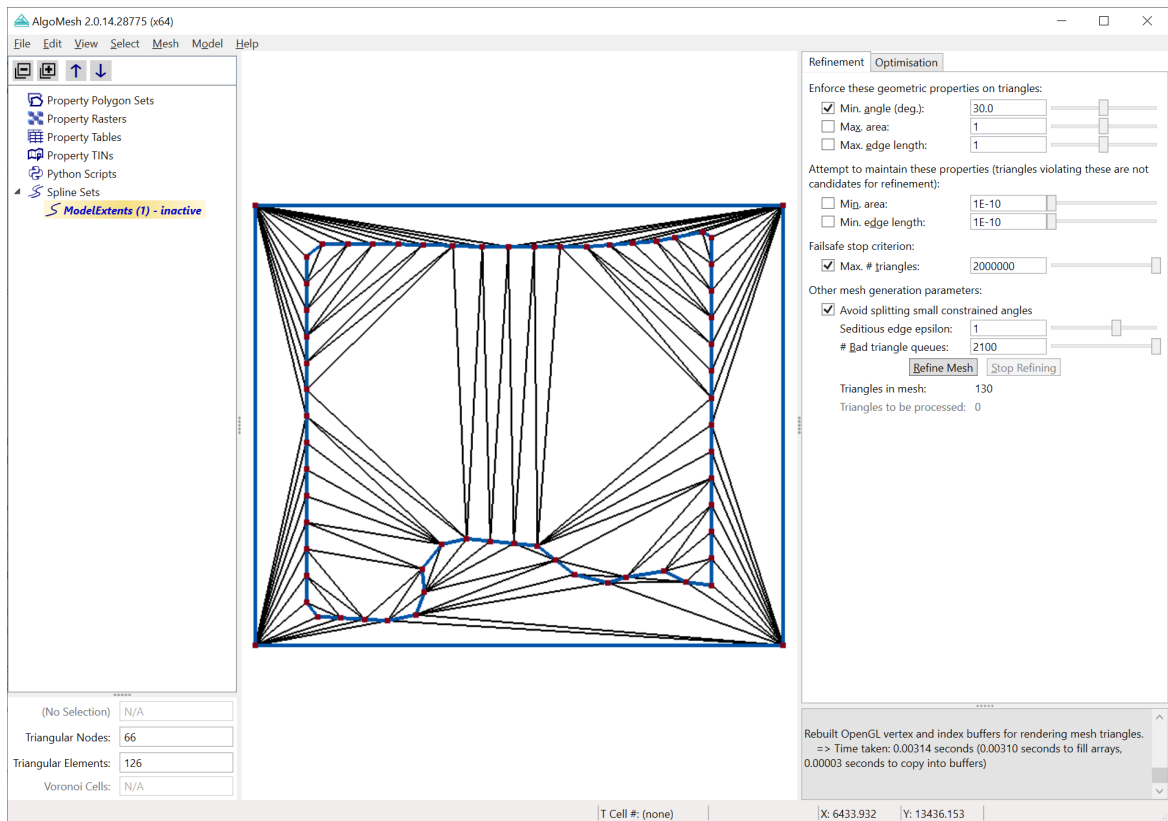 AlgoMesh 2.0.14.28775 (x64)
File Edit View Select Mesh Model Help
Property Polygon Sets
Property Rasters
Property Tables
Property TINs
Python Scripts
Spline Sets
ModelExtents (1) - inactive
(No Selection) N/A
Triangular Nodes: 66
Triangular Elements: 126
Voronoi Cells: N/A
Refinement Optimisation
Enforce these geometric properties on triangles:
Min. angle (deg.): 30.0
Max. area: 1
Max. edge length: 1
Attempt to maintain these properties (triangles violating these are not
candidates for refinement):
Min. area: 1E-10
Min. edge length: 1E-10
Failsafe stop criterion:
Max. # triangles: 2000000
Other mesh generation parameters:
Avoid splitting small constrained angles
Seditious edge epsilon: 1
# Bad triangle queues: 2100
Refine Mesh Stop Refining
Triangles in mesh: 130
Triangles to be processed: 0
Rebuilt OpenGL vertex and index buffers for rendering mesh triangles.
=> Time taken: 0.00314 seconds (0.00310 seconds to fill arrays,
0.00003 seconds to copy into buffers)
T Cell #: (none) X: 6433.932 Y: 13436.153